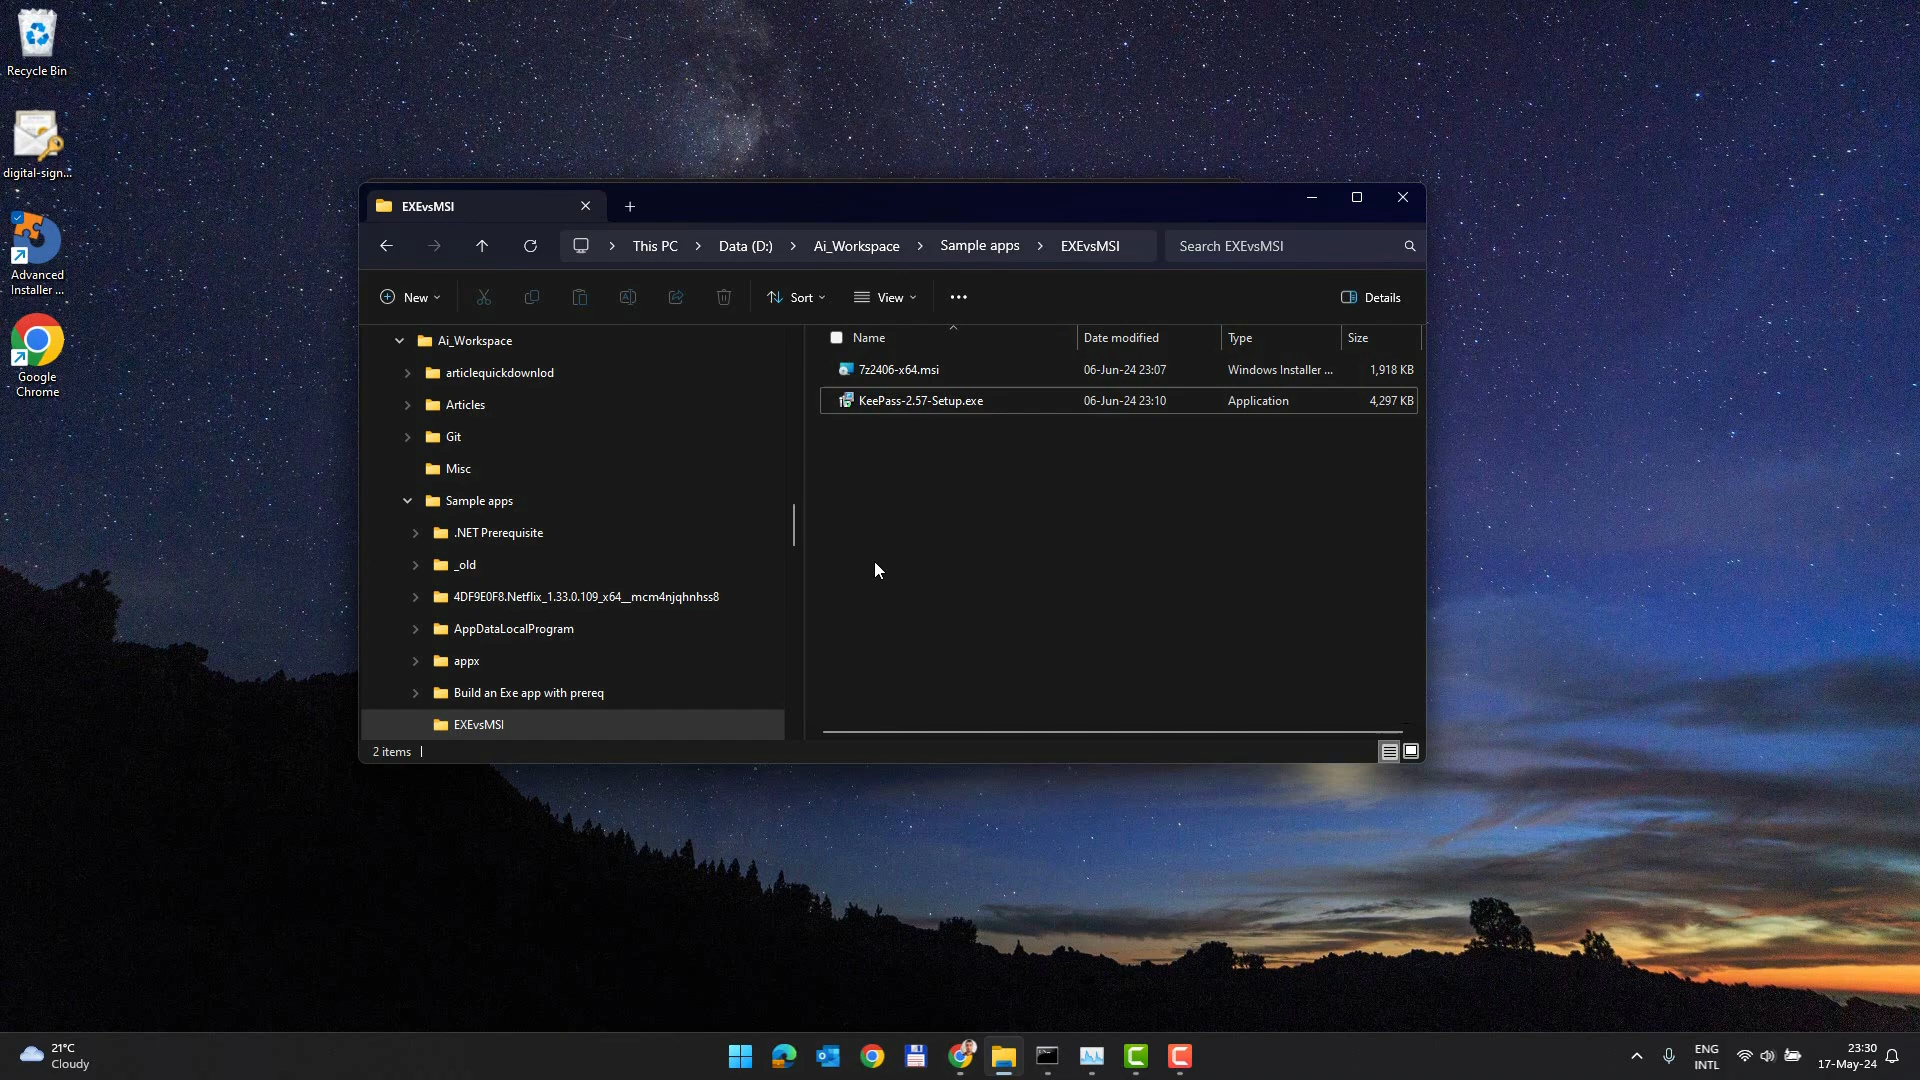 Recycle Bin
digital-sign...
Advanced
Installer ...
Google
Chrome
EXEvsMSI
This PC
Data (D:)
Ai_Workspace
Sample apps
EXEvsMSI
Search EXEvsMSI
New
Sort
View
Details
Ai_Workspace
articlequickdownlod
Articles
Git
Misc
Sample apps
.NET Prerequisite
_old
4DF9E0F8.Netflix_1.33.0.109_x64__mcm4njqhnhss8
AppDataLocalProgram
appx
Build an Exe app with prereq
EXEvsMSI
Name Date modified Type Size
7z2406-x64.msi 06-Jun-24 23:07 Windows Installer ... 1,918 KB
KeePass-2.57-Setup.exe 06-Jun-24 23:10 Application 4,297 KB
2 items
21°C
Cloudy
ENG
INTL
23:30
17-May-24